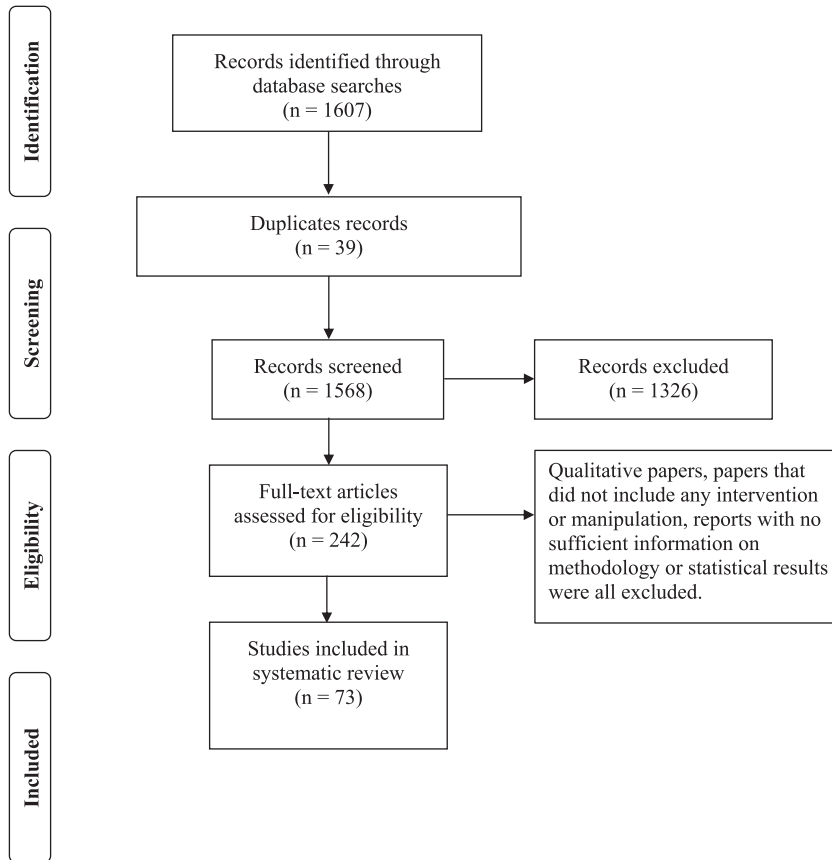 Identification
Records identified through
database searches
(n = 1607)
Duplicates records
(n = 39)
Screening
Records screened
(n = 1568)
Records excluded
(n = 1326)
Eligibility
Full-text articles
assessed for eligibility
(n = 242)
Qualitative papers, papers that
did not include any intervention
or manipulation, reports with no
sufficient information on
methodology or statistical results
were all excluded.
Included
Studies included in
systematic review
(n = 73)